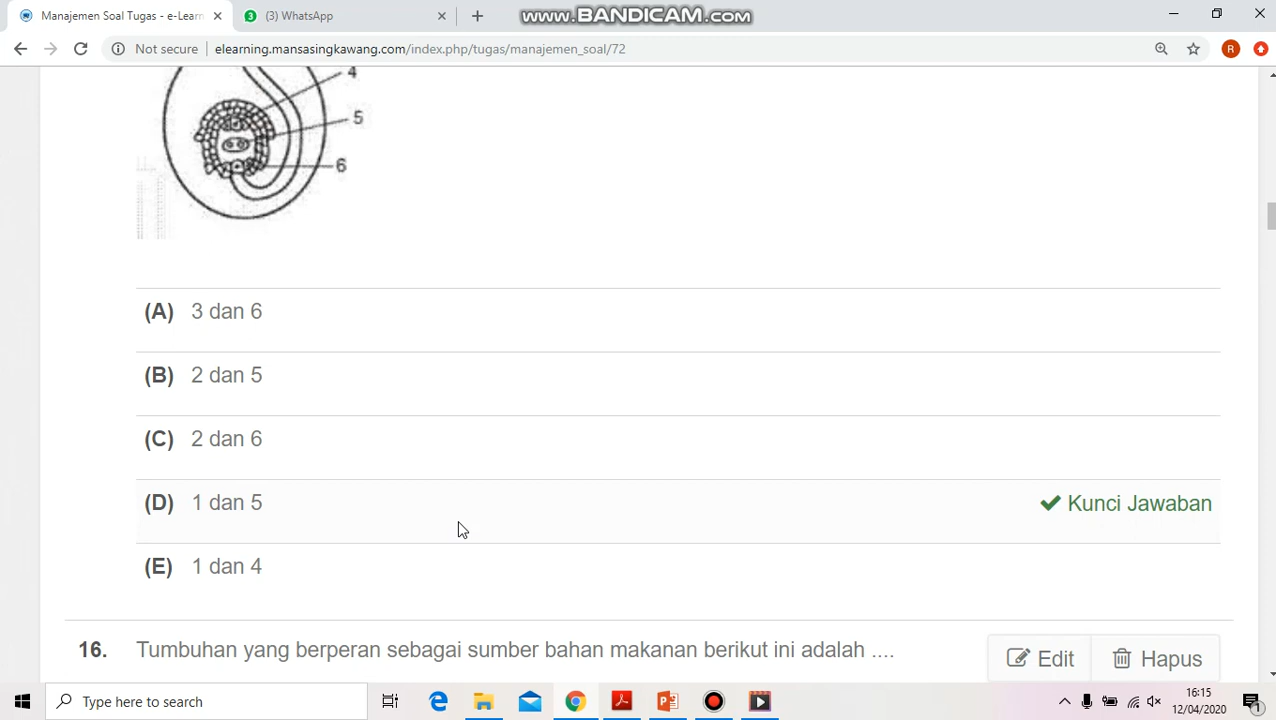 Manajemen Soal Tugas - e-Learn
(3) WhatsApp
www.BANDICAM.com
Not secure
elearning.mansasingkawang.com/index.php/tugas/manajemen_soal/72
R
4
5
6
(A) 3 dan 6
(B) 2 dan 5
(C) 2 dan 6
(D) 1 dan 5
Kunci Jawaban
(E) 1 dan 4
16. Tumbuhan yang berperan sebagai sumber bahan makanan berikut ini adalah ....
Edit
Hapus
Type here to search
16:15
12/04/2020
1